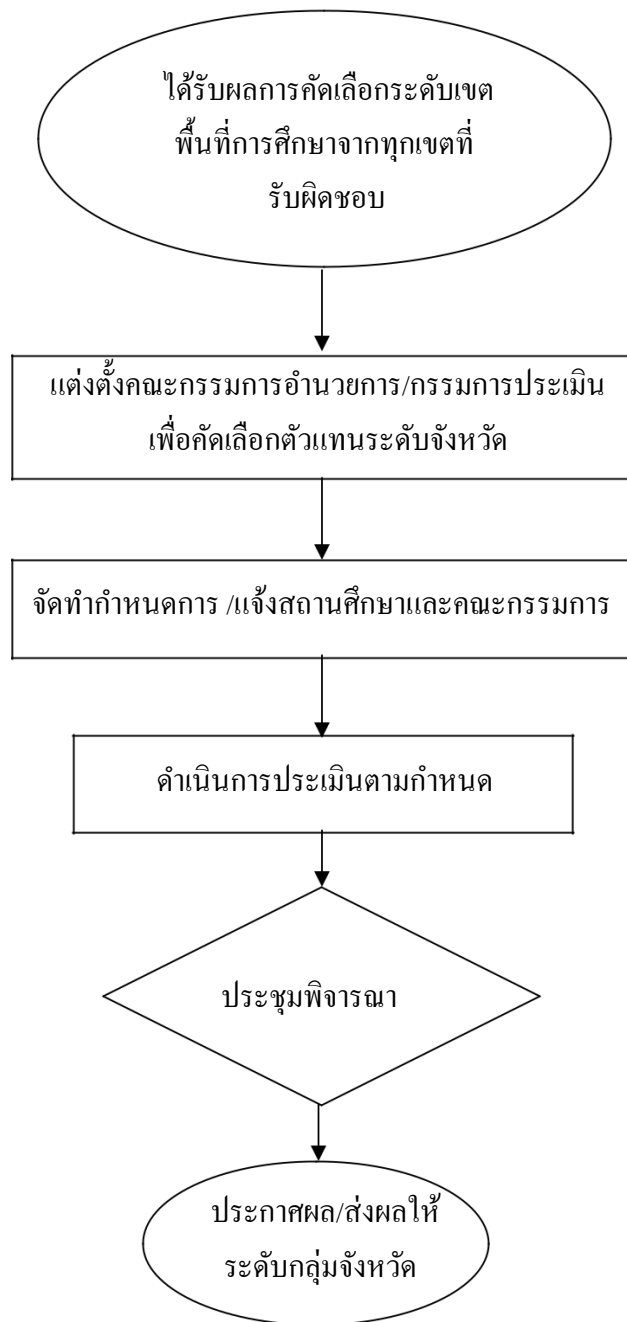 ได้รับผลการคัดเลือกระดับเขต
พื้นที่การศึกษาจากทุกเขตที่
รับผิดชอบ
แต่งตั้งคณะกรรมการอำนวยการ/กรรมการประเมิน
เพื่อคัดเลือกตัวแทนระดับจังหวัด
จัดทำกำหนดการ /แจ้งสถานศึกษาและคณะกรรมการ
ดำเนินการประเมินตามกำหนด
ประชุมพิจารณา
ประกาศผล/ส่งผลให้
ระดับกลุ่มจังหวัด